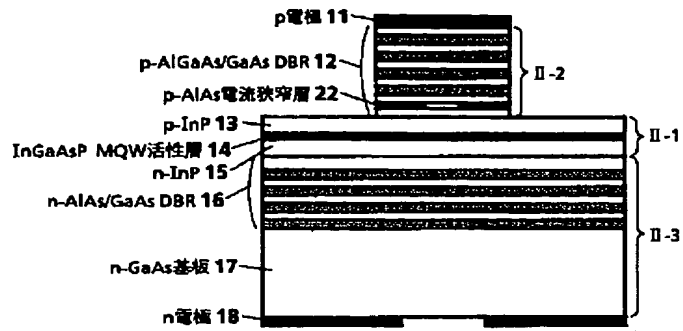 p電極 11
p-AlGaAs/GaAs DBR 12
II-2
p-AlAs電流狭窄層 22
p-InP 13
InGaAsP MQW活性層 14
II-1
n-InP 15
n-AlAs/GaAs DBR 16
II-3
n-GaAs基板 17
n電極 18